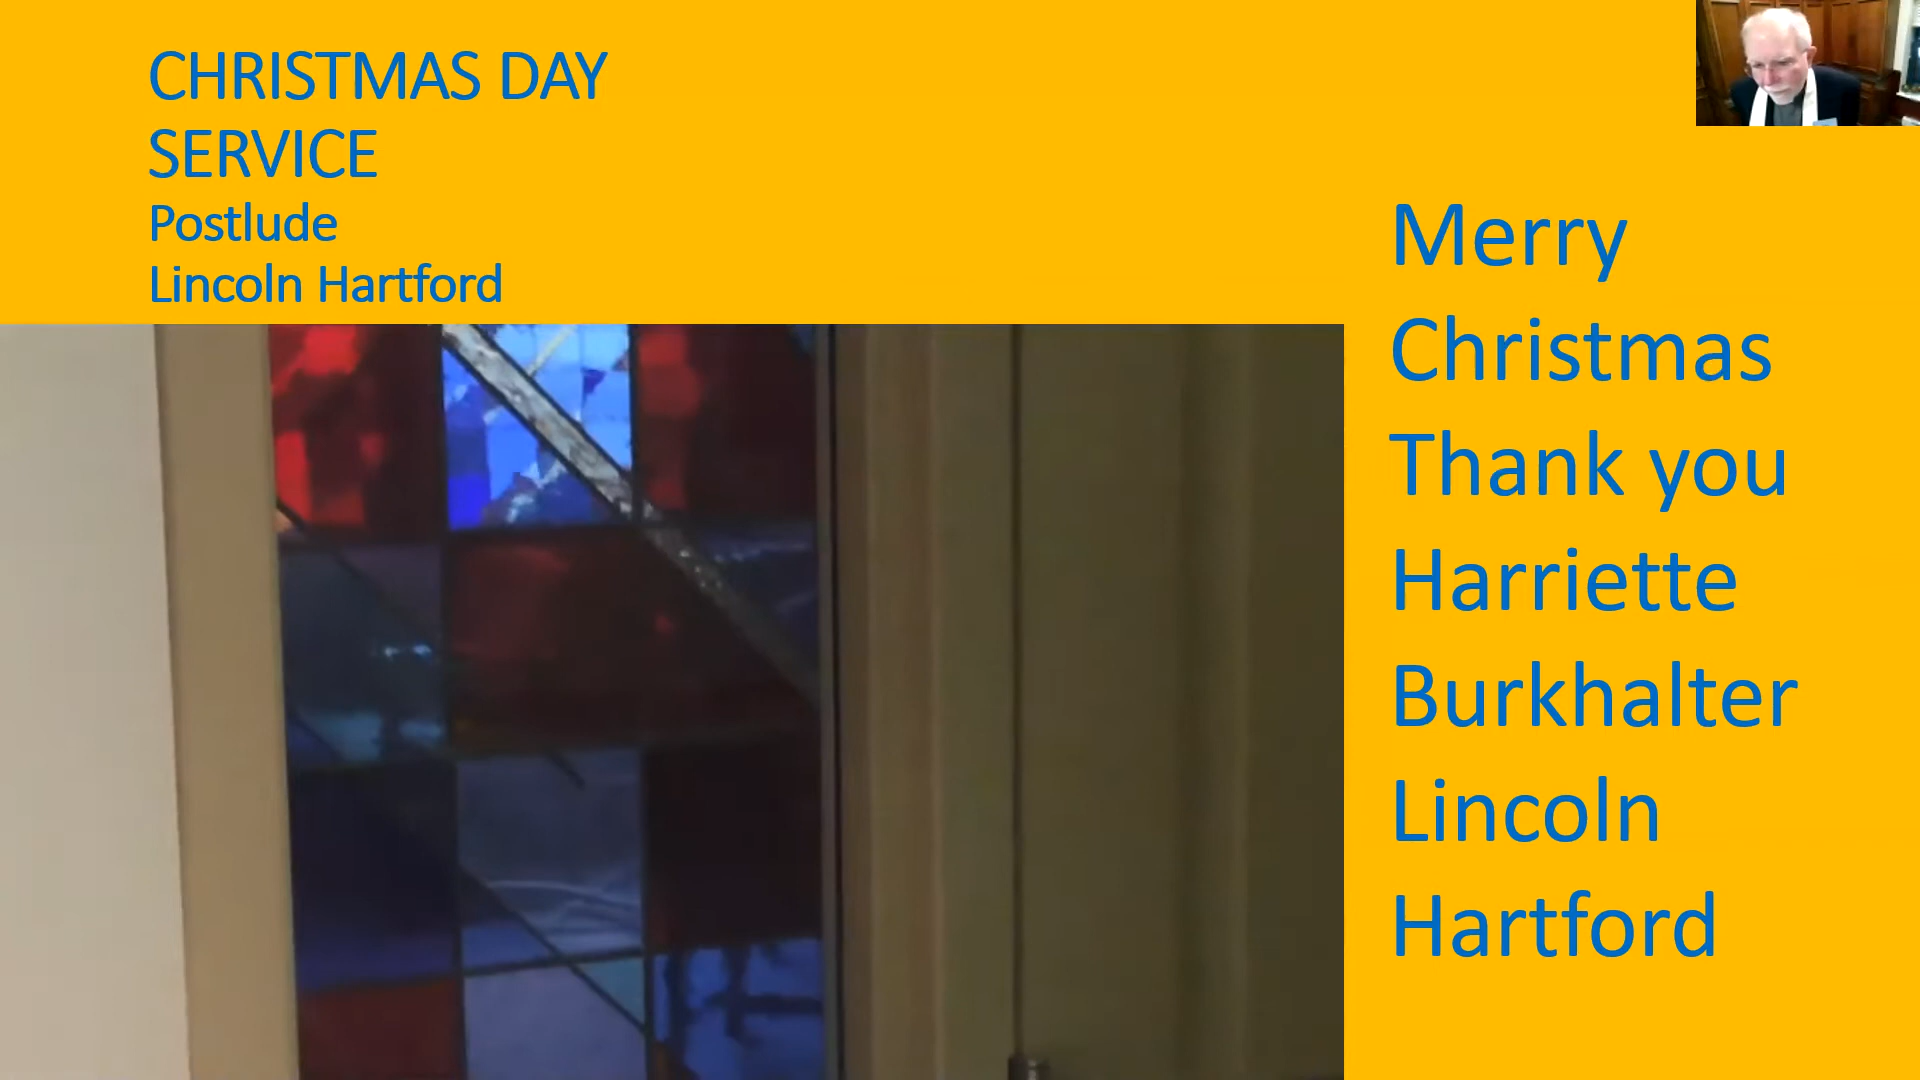 CHRISTMAS DAY
SERVICE
Postlude
Lincoln Hartford
Merry
Christmas
Thank you
Harriette
Burkhalter
Lincoln
Hartford